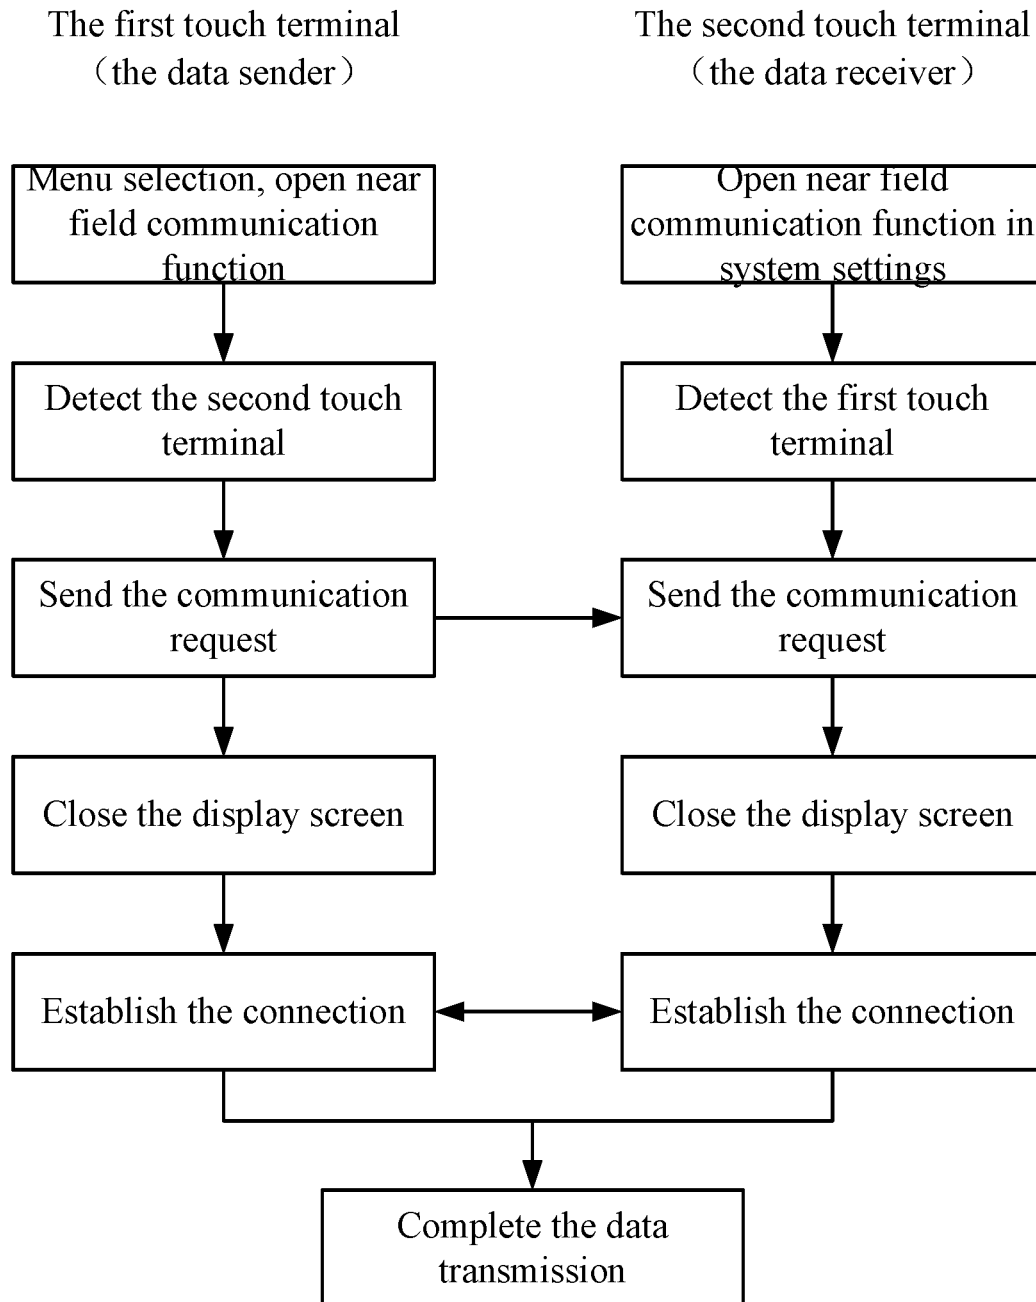 The first touch terminal
（the data sender）
The second touch terminal
（the data receiver）
Menu selection, open near
field communication
function
Open near field
communication function in
system settings
Detect the second touch
terminal
Detect the first touch
terminal
Send the communication
request
Send the communication
request
Close the display screen
Close the display screen
Establish the connection
Establish the connection
Complete the data
transmission